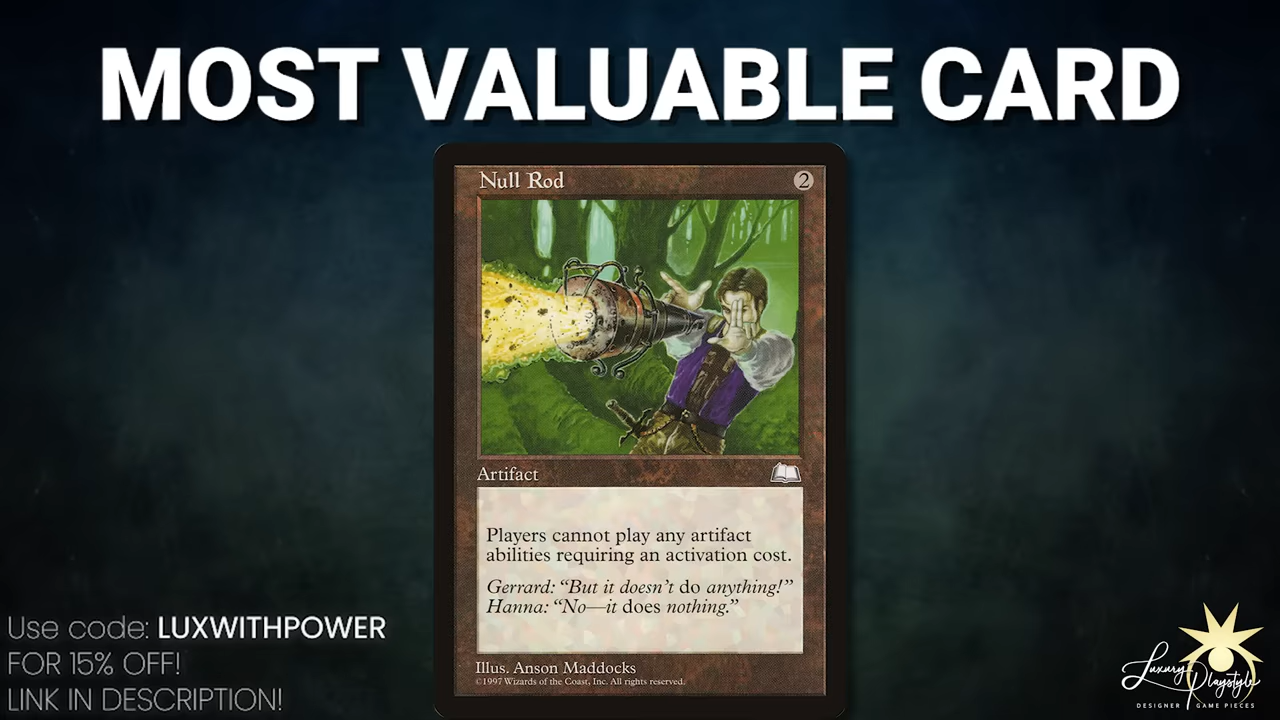 MOST VALUABLE CARD
Null Rod 2
Artifact
Players cannot play any artifact
abilities requiring an activation cost.
Gerrard: “But it doesn’t do anything!”
Hanna: “No—it does nothing.”
Illus. Anson Maddocks
©1997 Wizards of the Coast, Inc. All rights reserved.
Use code: LUXWITHPOWER
FOR 15% OFF!
LINK IN DESCRIPTION!
Luxury
Playstyle
DESIGNER GAME PIECES